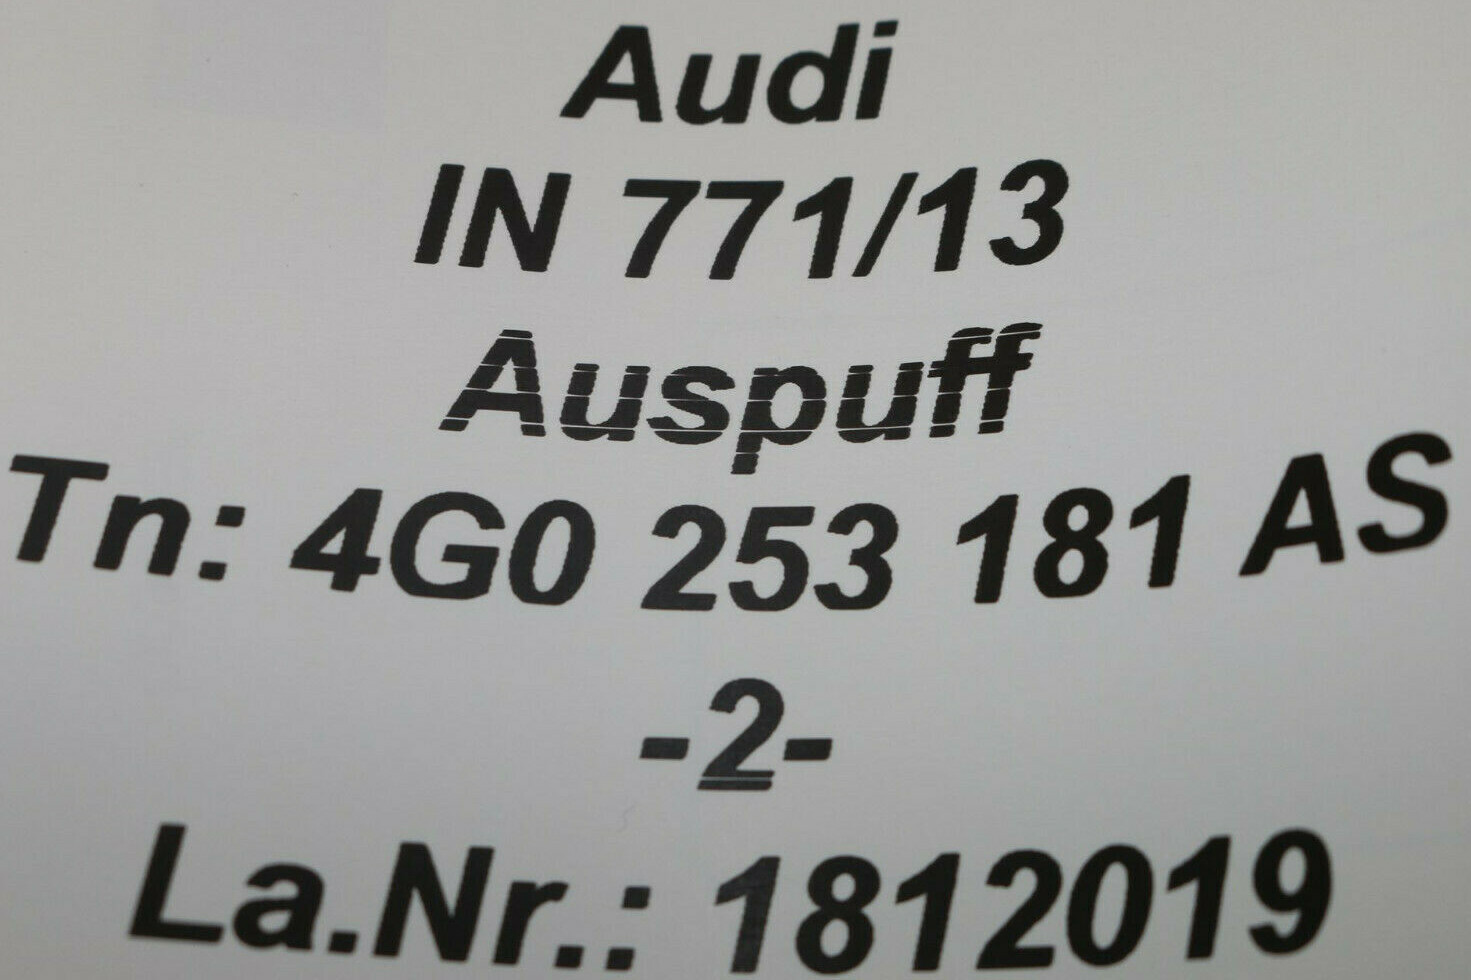 Audi
IN 771/13
Auspuff
Tn: 4G0 253 181 AS
-2-
La.Nr.: 1812019